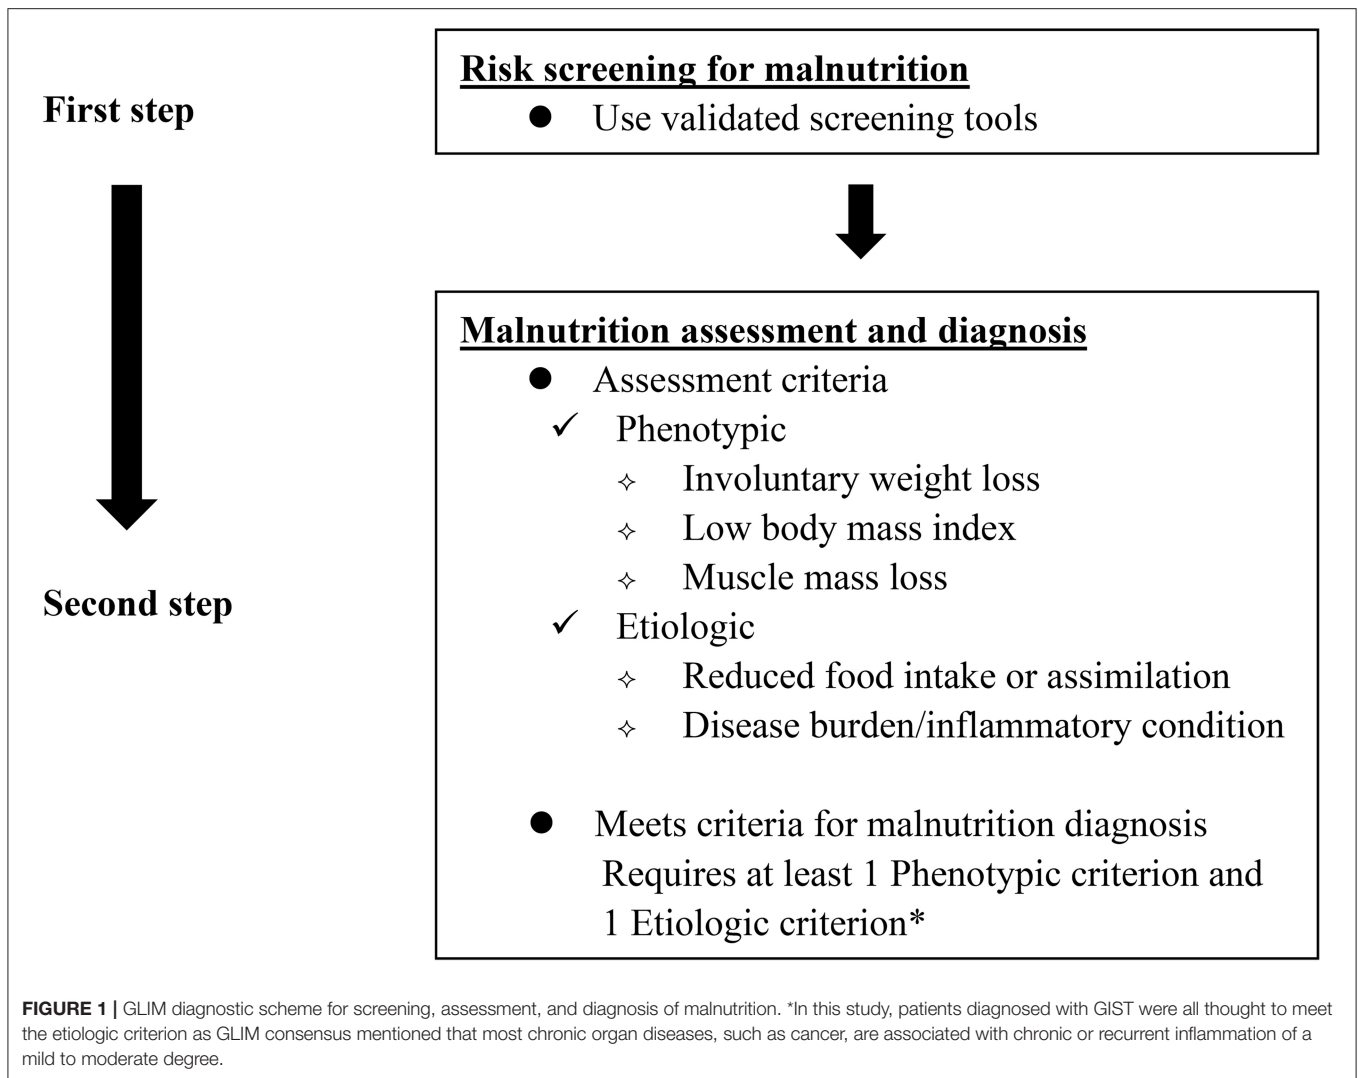 First step
Risk screening for malnutrition
● Use validated screening tools
Second step
Malnutrition assessment and diagnosis
● Assessment criteria
✓ Phenotypic
✧ Involuntary weight loss
✧ Low body mass index
✧ Muscle mass loss
✓ Etiologic
✧ Reduced food intake or assimilation
✧ Disease burden/inflammatory condition
● Meets criteria for malnutrition diagnosis
Requires at least 1 Phenotypic criterion and
1 Etiologic criterion*
FIGURE 1 | GLIM diagnostic scheme for screening, assessment, and diagnosis of malnutrition. *In this study, patients diagnosed with GIST were all thought to meet
the etiologic criterion as GLIM consensus mentioned that most chronic organ diseases, such as cancer, are associated with chronic or recurrent inflammation of a
mild to moderate degree.